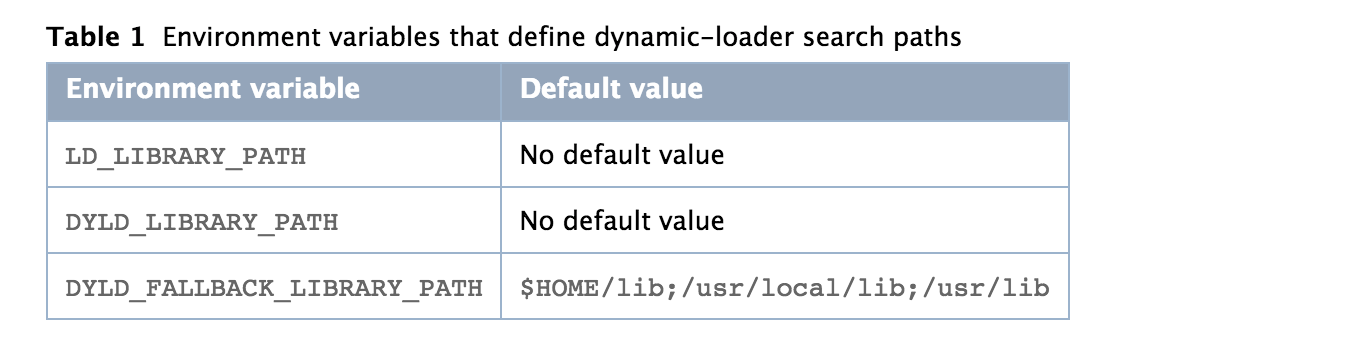 Table 1 Environment variables that define dynamic-loader search paths
Environment variable Default value
LD_LIBRARY_PATH No default value
DYLD_LIBRARY_PATH No default value
DYLD_FALLBACK_LIBRARY_PATH $HOME/lib;/usr/local/lib;/usr/lib